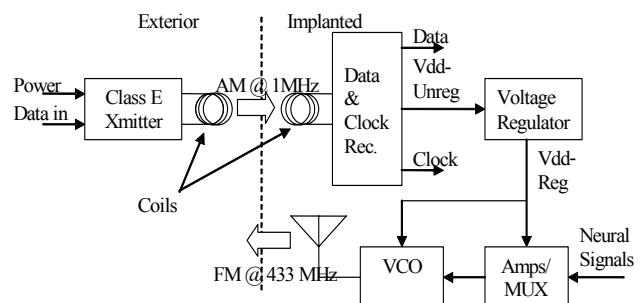 Exterior
Implanted
Power
Data in
Class E
Xmitter
AM @ 1MHz
Data
&
Clock
Rec.
Data
Vdd-
Unreg
Clock
Voltage
Regulator
Vdd-
Reg
Coils
FM @ 433 MHz
VCO
Amps/
MUX
Neural
Signals